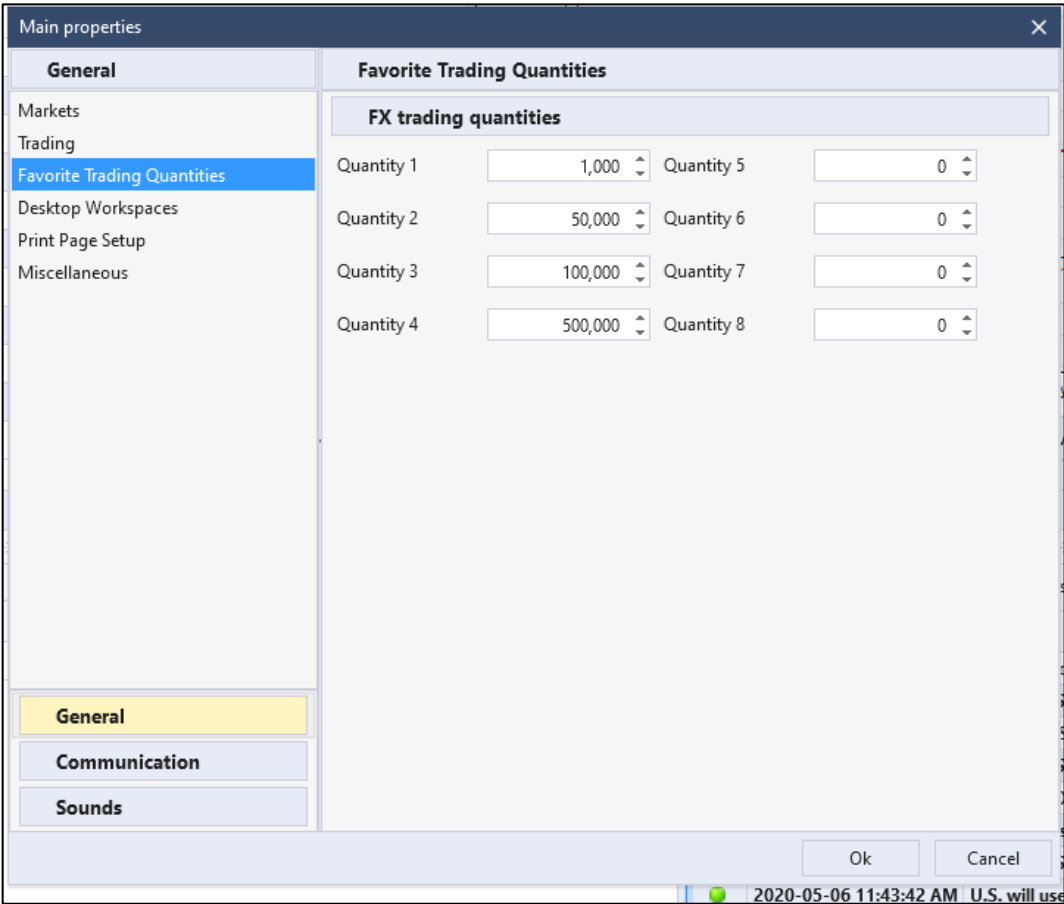 Main properties
General
Markets
Trading
Favorite Trading Quantities
Desktop Workspaces
Print Page Setup
Miscellaneous
General
Communication
Sounds
Favorite Trading Quantities
FX trading quantities
Quantity 1 1,000 Quantity 5 0
Quantity 2 50,000 Quantity 6 0
Quantity 3 100,000 Quantity 7 0
Quantity 4 500,000 Quantity 8 0
Ok Cancel
2020-05-06 11:43:42 AM U.S. will use